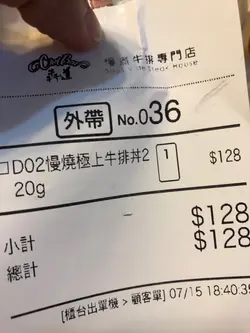 牛排專門店
外帶 No.036
□D02慢燒極上牛排丼2 1 $128
20g
小計 $128
總計 $128
[櫃台出單機 > 顧客單] 07/15 18:40:39